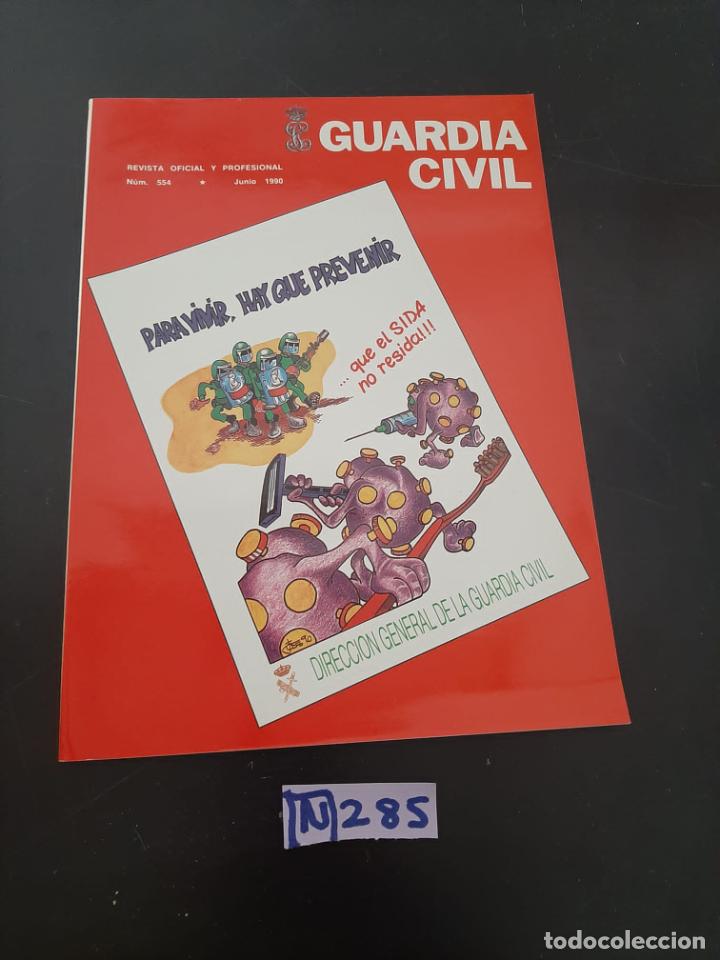 GUARDIA
CIVIL
REVISTA OFICIAL Y PROFESIONAL
Núm. 554 ★ Junio 1990
PARA VIVIR, HAY QUE PREVENIR
... que el SIDA
no resida!!!
DIRECCION GENERAL DE LA GUARDIA CIVIL
N 285
todocoleccion